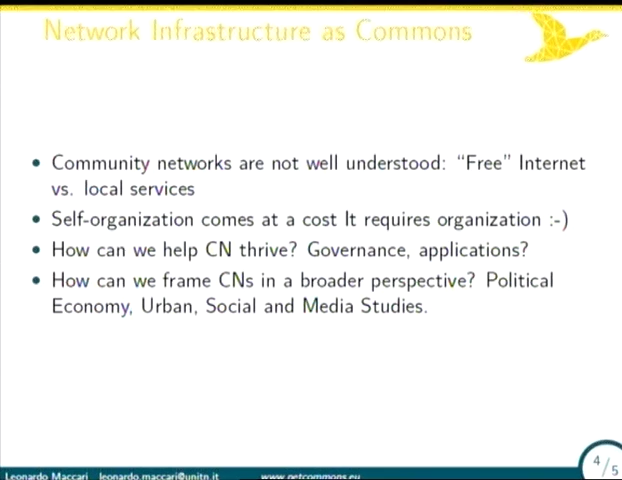 Network Infrastructure as Commons
• Community networks are not well understood: “Free” Internet
vs. local services
• Self-organization comes at a cost It requires organization :-)
• How can we help CN thrive? Governance, applications?
• How can we frame CNs in a broader perspective? Political
Economy, Urban, Social and Media Studies.
4/5
Leonardo Maccari leonardo.maccari@unitn.it www.netcommons.eu